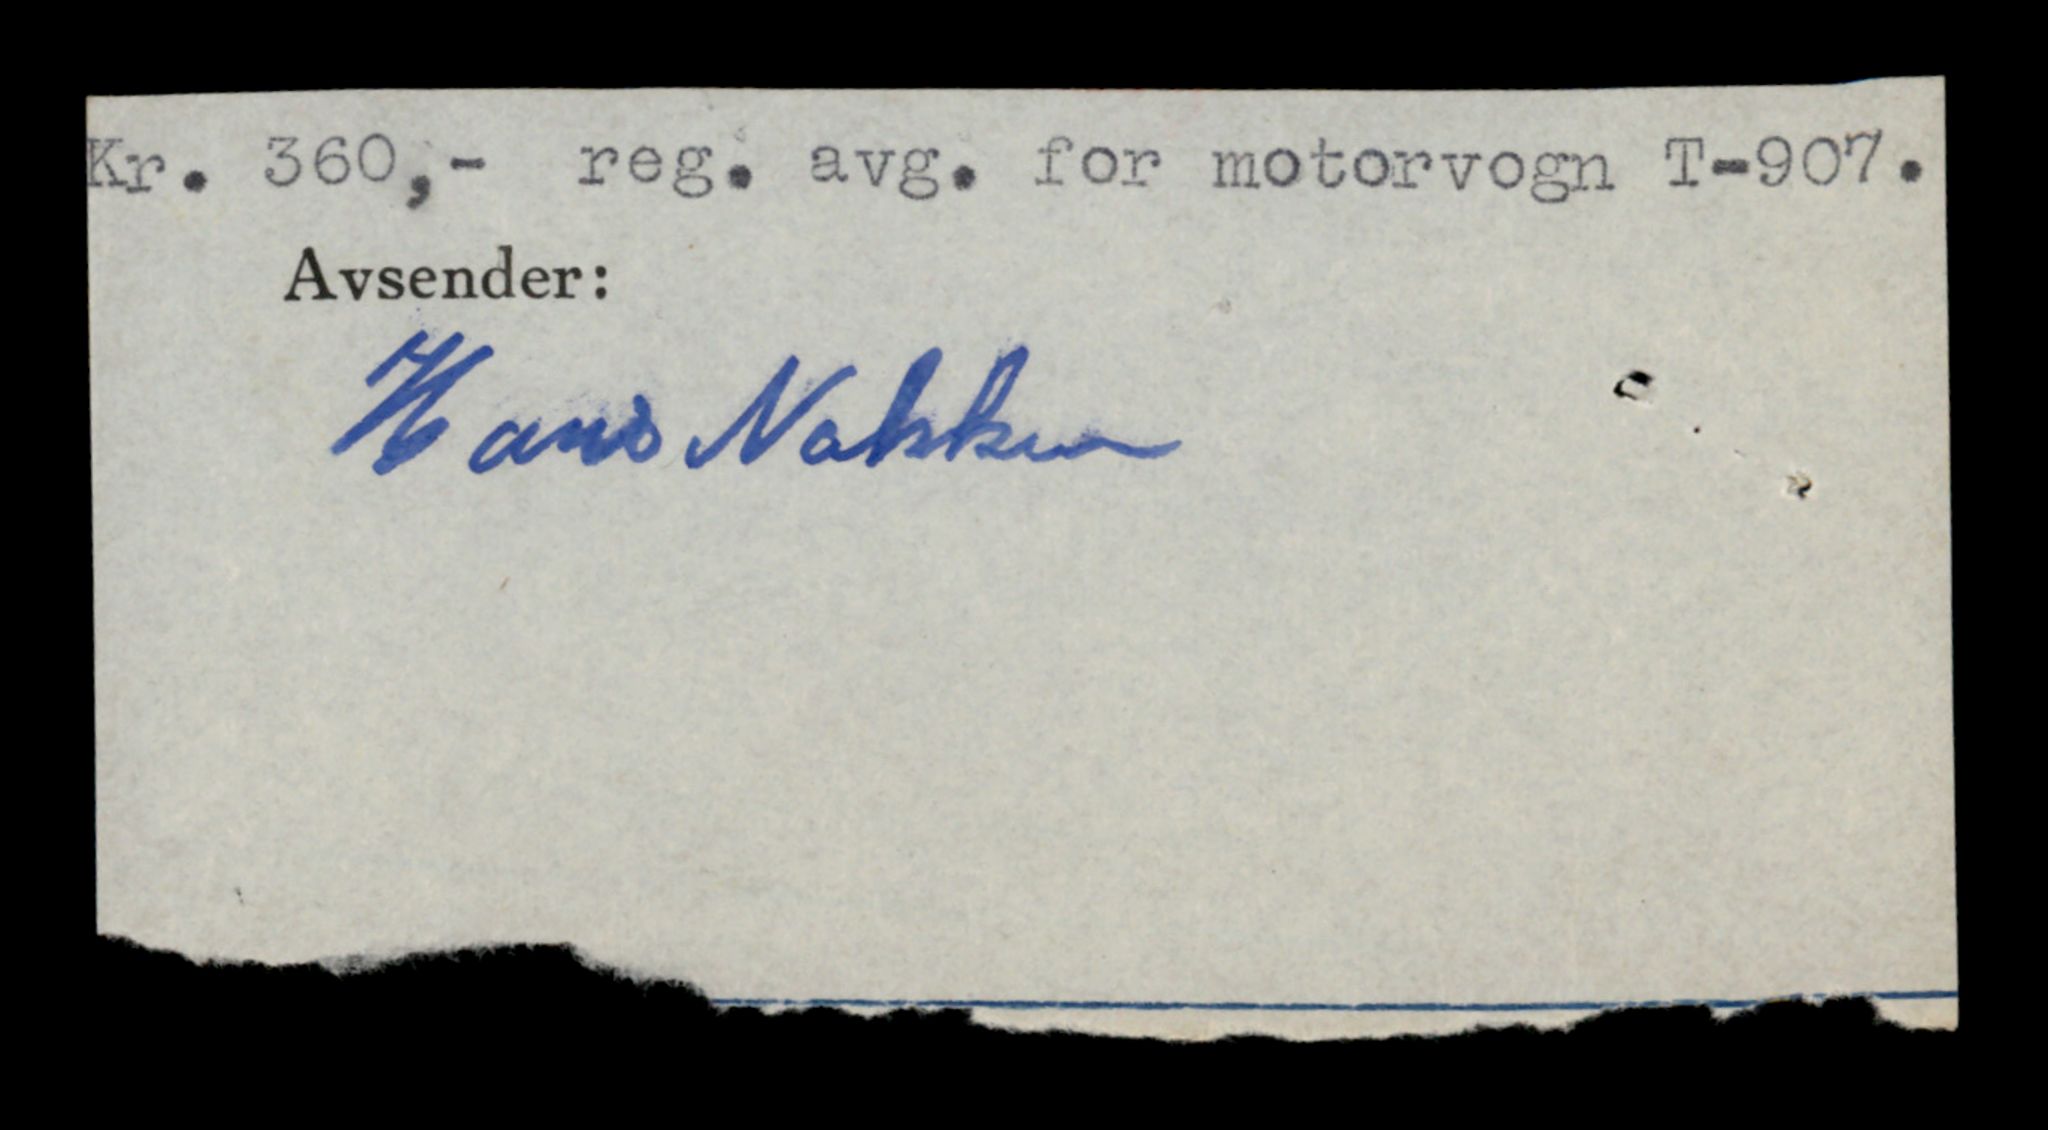 Kr. 360,- reg. avg. for motorvogn T-907.
Avsender:
Hans Nakken